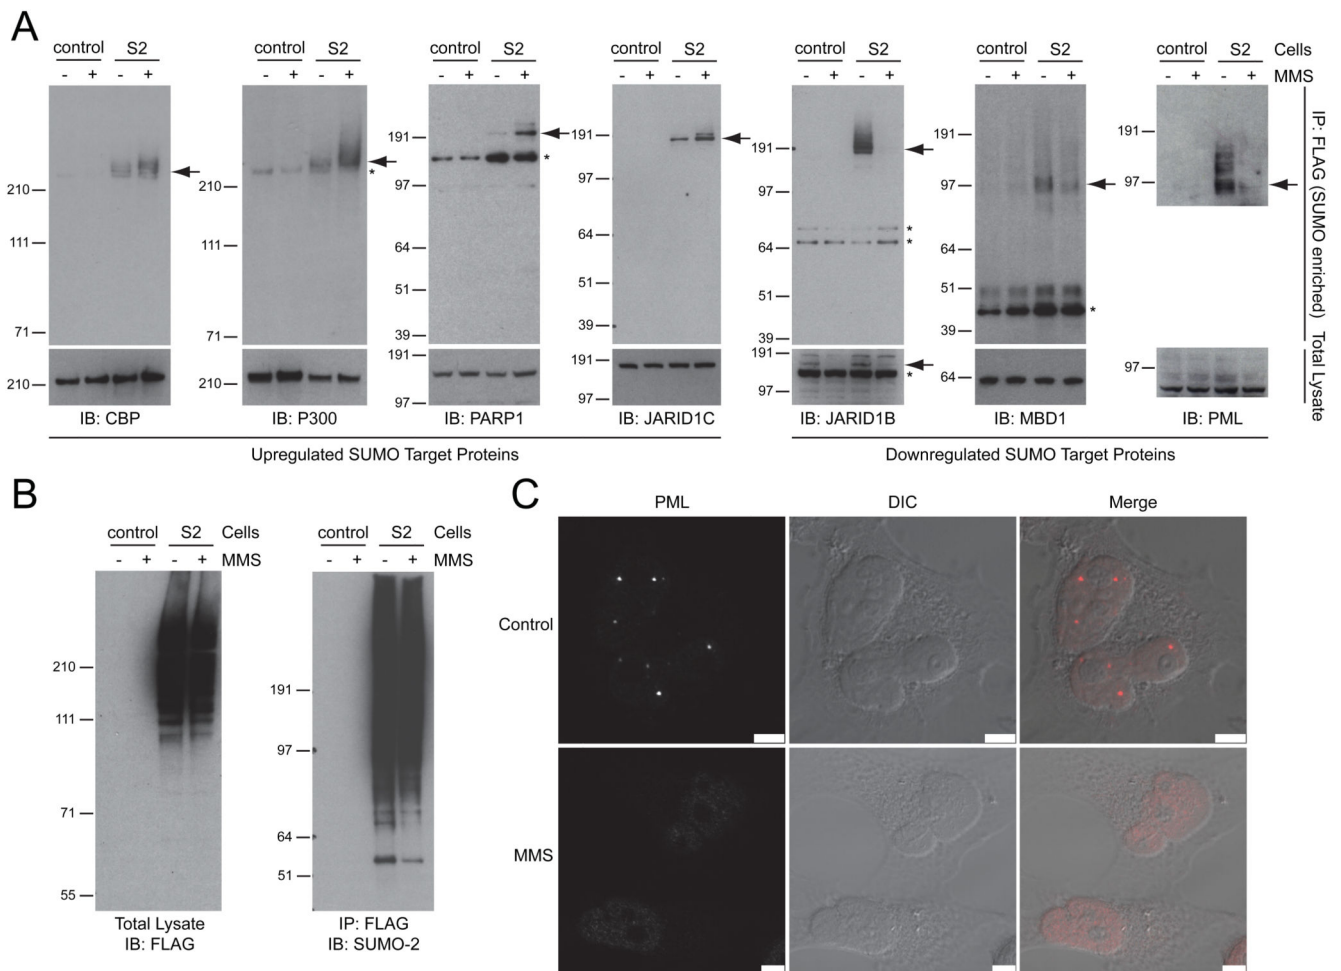 A
control S2 control S2 control S2 control S2 control S2 control S2 control S2 Cells
- + - + - + - + - + - + - + - + - + - + - + - + - + - + MMS
210
111
71
210
210
*
111
71
210
191
*
97
64
51
39
191
97
191
97
64
51
39
191
97
191
97
*
64 *
51
39
191
*
97
191
97
51
*
39
64
191
97
97
IP: FLAG (SUMO enriched)
Total Lysate
IB: CBP IB: P300 IB: PARP1 IB: JARID1C IB: JARID1B IB: MBD1 IB: PML
Upregulated SUMO Target Proteins Downregulated SUMO Target Proteins
B
control S2 Cells
- + - + MMS
210
111
71
55
Total Lysate
IB: FLAG
control S2 Cells
- + - + MMS
191
97
64
51
IP: FLAG
IB: SUMO-2
C
PML DIC Merge
Control
MMS